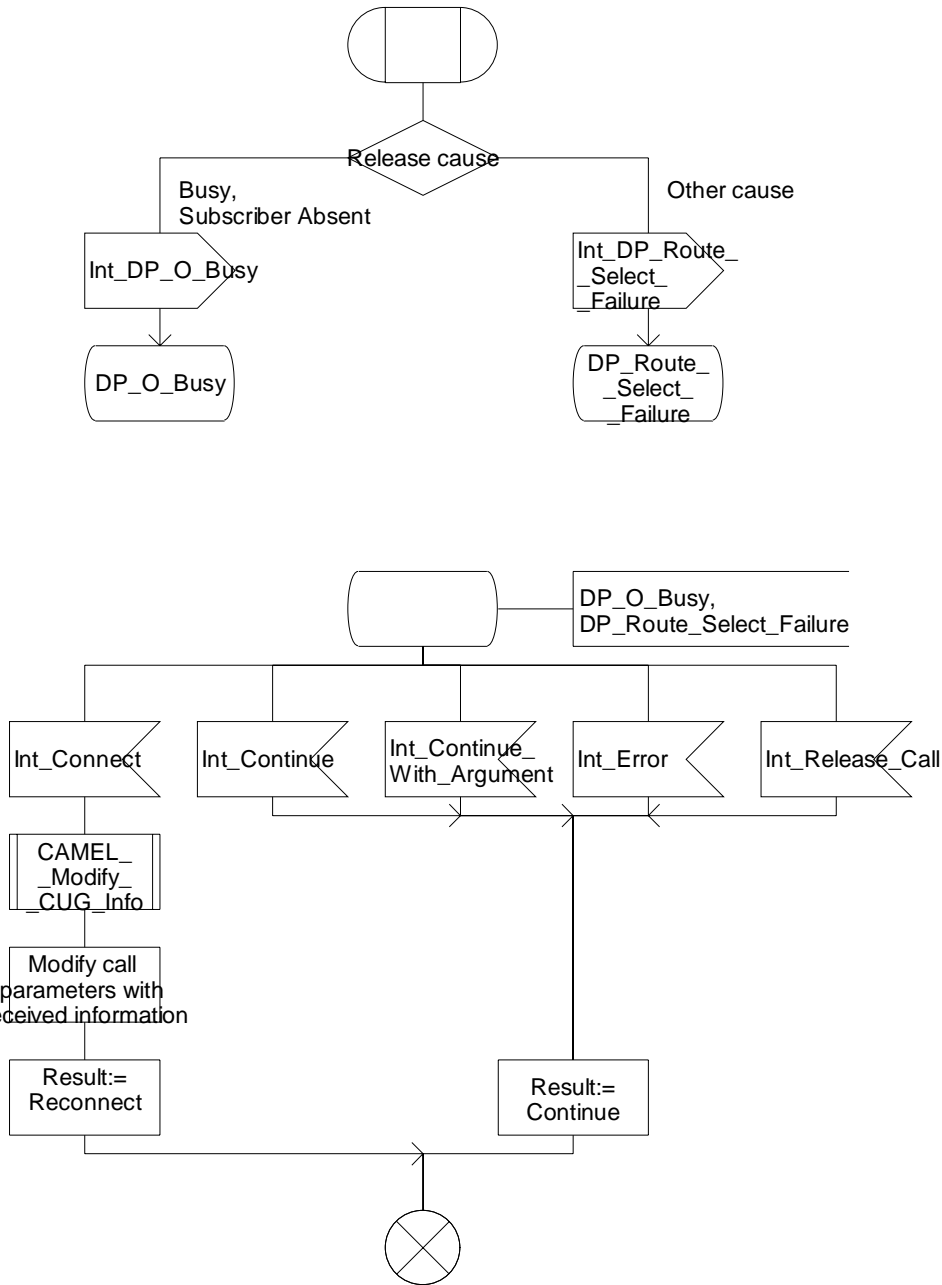 Release cause
Busy,
Subscriber Absent
Other cause
Int_DP_O_Busy
Int_DP_Route_
_Select_
_Failure
DP_O_Busy
DP_Route_
_Select_
_Failure
DP_O_Busy,
DP_Route_Select_Failure
Int_Connect
Int_Continue
Int_Continue_
With_Argument
Int_Error
Int_Release_Call
CAMEL_
_Modify_
_CUG_Info
Modify call
parameters with
ceived information
Result:=
Reconnect
Result:=
Continue